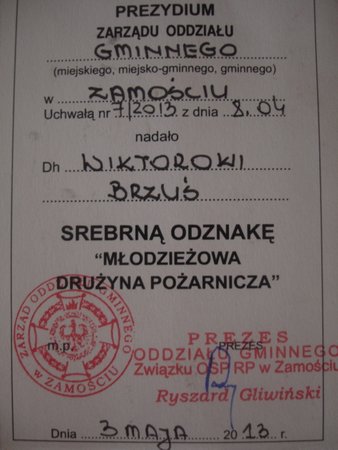 PREZYDIUM
ZARZĄDU ODDZIAŁU
GMINNEGO
(miejskiego, miejsko-gminnego, gminnego)
w ZAMOŚCIU
Uchwałą nr 7/2013 z dnia 8.04
nadało
Dh WIKTOROWI
BRZUŚ
SREBRNĄ ODZNAKĘ
“MŁODZIEŻOWA
DRUŻYNA POŻARNICZA”
ZARZĄD ODDZIAŁU GMINNEGO
w ZAMOŚCIU
m.p.
PREZES
PREZES
ODDZIAŁU GMINNEGO
Związku OSP RP w Zamościu
Ryszard Gliwiński
Dnia 3 MAJA 2013 r.